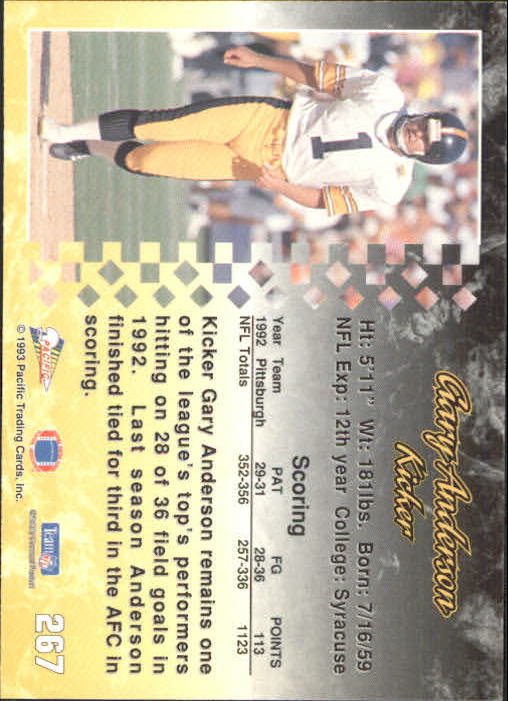 Gary Anderson
Kicker
Ht: 5'11" Wt: 181lbs. Born: 7/16/59
NFL Exp: 12th year College: Syracuse
Scoring
Year Team PAT FG POINTS
1992 Pittsburgh 29-31 28-36 113
NFL Totals 352-356 257-336 1123
Kicker Gary Anderson remains one
of the league's top's performers
hitting on 28 of 36 field goals in
1992. Last season Anderson
finished tied for third in the AFC in
scoring.
1
PACIFIC
© 1993 Pacific Trading Cards, Inc.
Team NFL
267